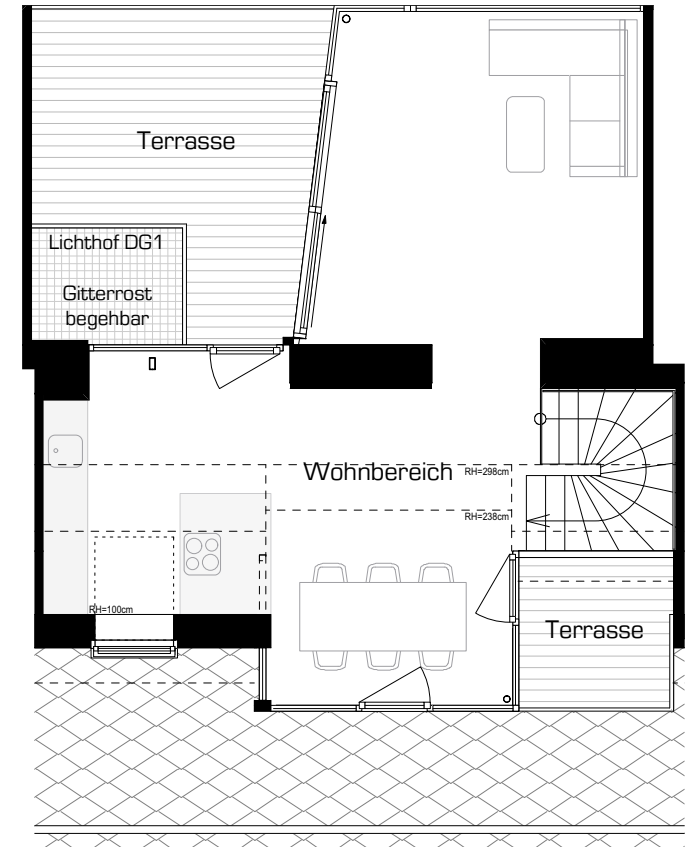 Terrasse
Lichthof DG1
Gitterrost
begehbar
Wohnbereich
RH=298cm
RH=238cm
RH=100cm
Terrasse